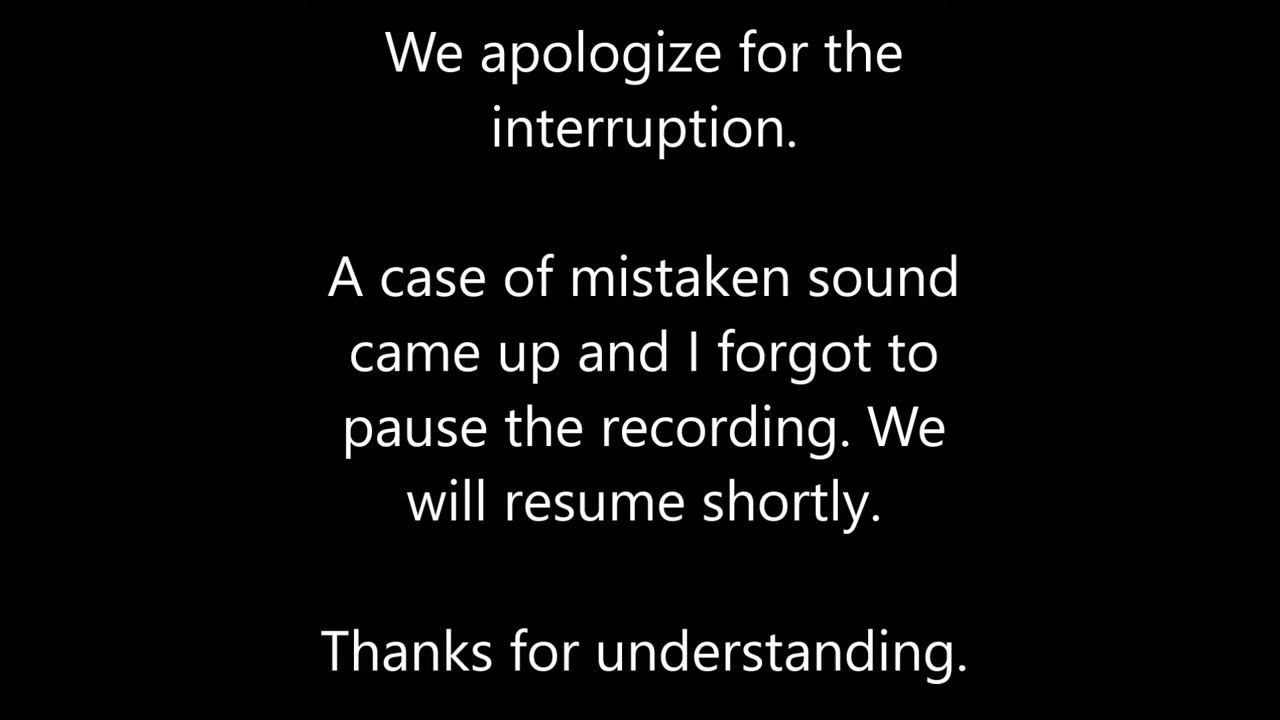 We apologize for the
interruption.
A case of mistaken sound
came up and I forgot to
pause the recording. We
will resume shortly.
Thanks for understanding.